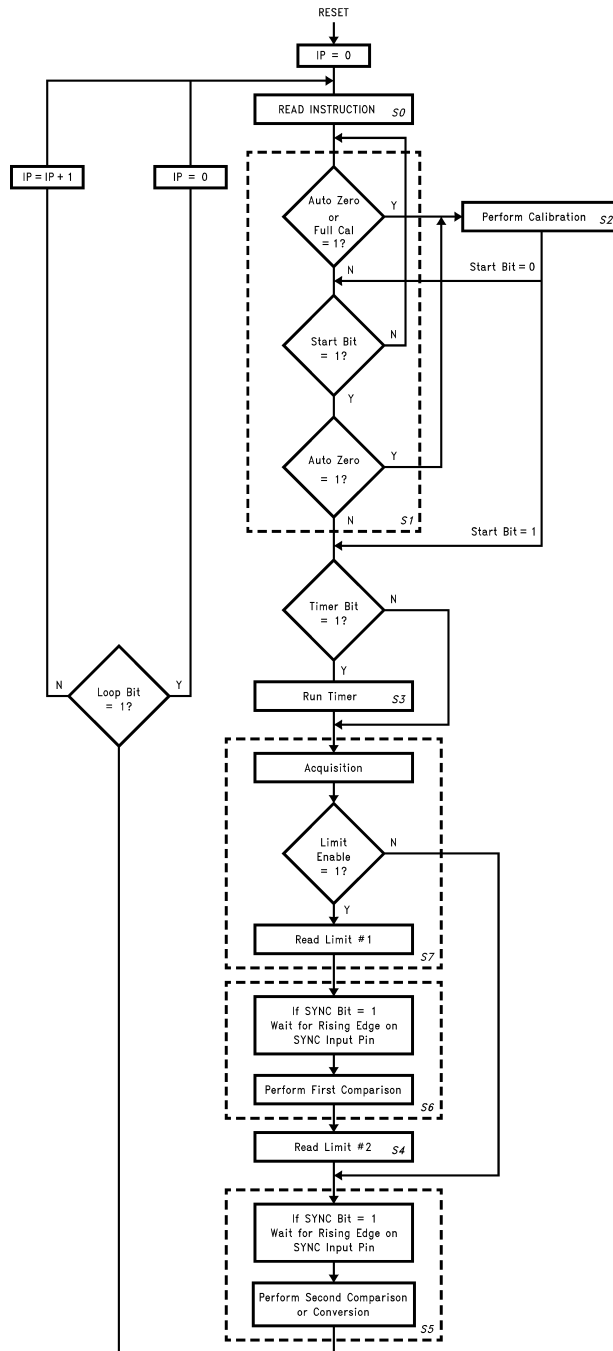 RESET
IP = 0
READ INSTRUCTION S0
IP = IP + 1
IP = 0
Auto Zero
or
Full Cal
= 1?
Y
N
Perform Calibration S2
Start Bit = 0
Start Bit
= 1?
N
Y
Auto Zero
= 1?
Y
N
S1
Start Bit = 1
Timer Bit
= 1?
N
Y
Run Timer S3
Loop Bit
= 1?
N
Y
Acquisition
Limit
Enable
= 1?
N
Y
Read Limit #1
S7
If SYNC Bit = 1
Wait for Rising Edge on
SYNC Input Pin
Perform First Comparison
S6
Read Limit #2 S4
If SYNC Bit = 1
Wait for Rising Edge on
SYNC Input Pin
Perform Second Comparison
or Conversion
S5